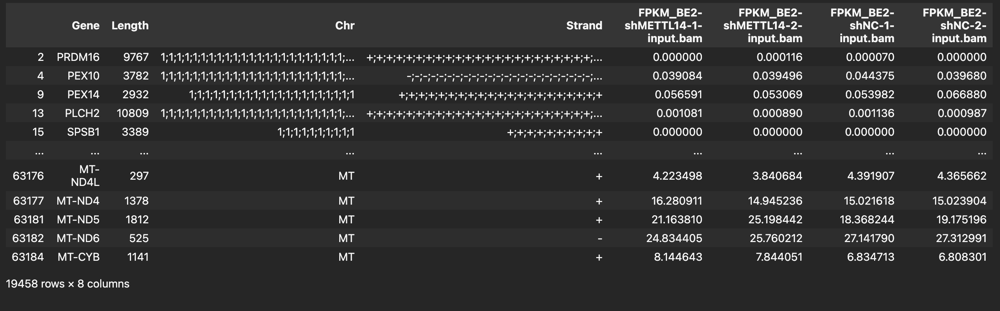 Gene Length Chr Strand FPKM_BE2-shMETTL14-1-input.bam FPKM_BE2-shMETTL14-2-input.bam FPKM_BE2-shNC-1-input.bam FPKM_BE2-shNC-2-input.bam
2 PRDM16 9767 1;1;1;1;1;1;1;1;1;1;1;1;1;1;1;1;1;1;1;1;1;1;1;... +;+;+;+;+;+;+;+;+;+;+;+;+;+;+;+;+;+;+;+;+;+;+;... 0.000000 0.000116 0.000070 0.000000
4 PEX10 3782 1;1;1;1;1;1;1;1;1;1;1;1;1;1;1;1;1;1;1;1;1;1;1;... -;-;-;-;-;-;-;-;-;-;-;-;-;-;-;-;-;-;-;-;-;-;-;... 0.039084 0.039496 0.044375 0.039680
9 PEX14 2932 1;1;1;1;1;1;1;1;1;1;1;1;1;1;1;1;1;1;1;1;1 +;+;+;+;+;+;+;+;+;+;+;+;+;+;+;+;+;+;+;+;+ 0.056591 0.053069 0.053982 0.066880
13 PLCH2 10809 1;1;1;1;1;1;1;1;1;1;1;1;1;1;1;1;1;1;1;1;1;1;1;... +;+;+;+;+;+;+;+;+;+;+;+;+;+;+;+;+;+;+;+;+;+;+;... 0.001081 0.000890 0.001136 0.000987
15 SPSB1 3389 1;1;1;1;1;1;1;1;1;1 +;+;+;+;+;+;+;+;+;+ 0.000000 0.000000 0.000000 0.000000
... ... ... ... ... ... ... ... ...
63176 MT-ND4L 297 MT + 4.223498 3.840684 4.391907 4.365662
63177 MT-ND4 1378 MT + 16.280911 14.945236 15.021618 15.023904
63181 MT-ND5 1812 MT + 21.163810 25.198442 18.368244 19.175196
63182 MT-ND6 525 MT - 24.834405 25.760212 27.141790 27.312991
63184 MT-CYB 1141 MT + 8.144643 7.844051 6.834713 6.808301
19458 rows × 8 columns